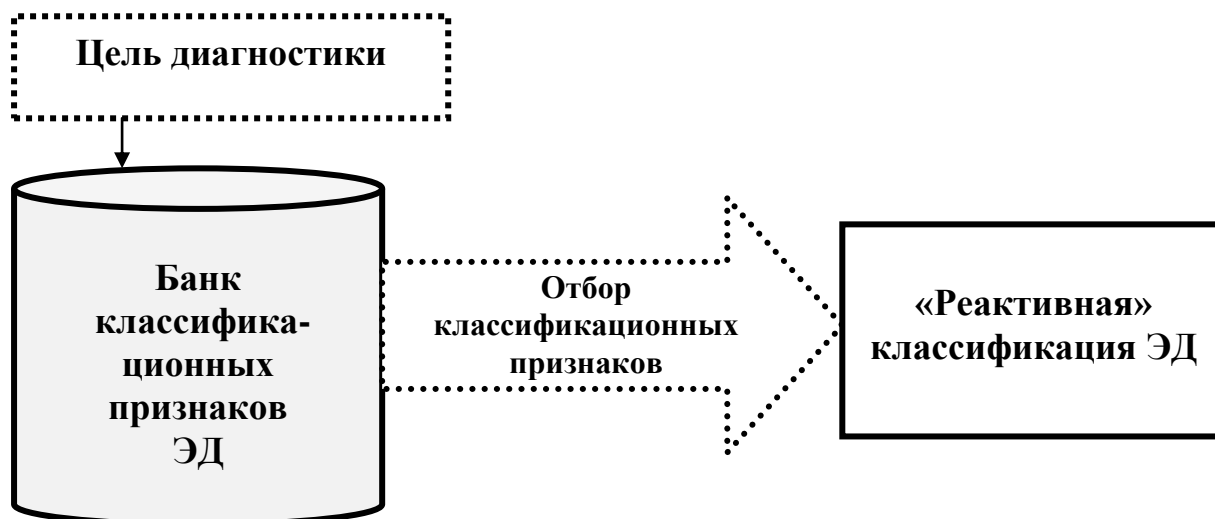 Цель диагностики
Банк
классифика-
ционных
признаков
ЭД
Отбор
классификационных
признаков
«Реактивная»
классификация ЭД